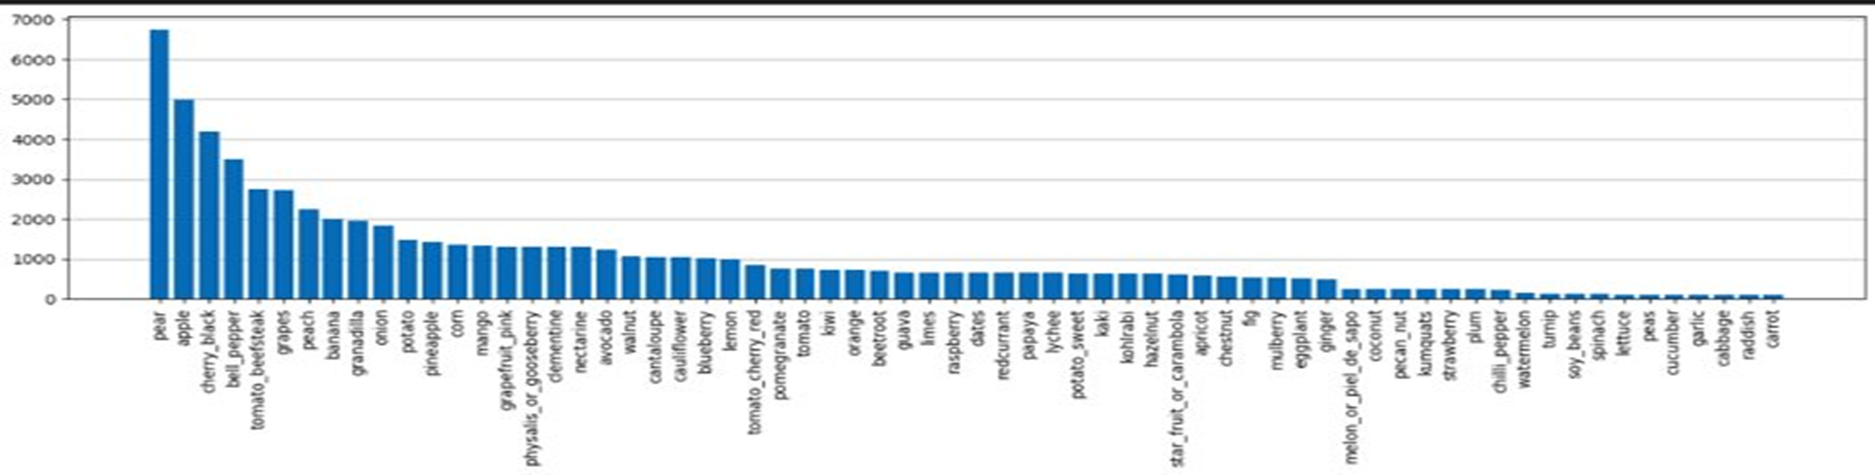 7000
6000
5000
4000
3000
2000
1000
0
pear
apple
cherry_black
bell_pepper
tomato_beefsteak
grapes
peach
banana
granadilla
onion
potato
pineapple
corn
mango
grapefruit_pink
physalis_or_gooseberry
clementine
nectarine
avocado
walnut
cantaloupe
cauliflower
blueberry
lemon
tomato_cherry_red
pomegranate
tomato
kiwi
orange
beetroot
guava
limes
raspberry
dates
redcurrant
papaya
lychee
potato_sweet
kaki
kohlrabi
hazelnut
star_fruit_or_carambola
apricot
chestnut
fig
mulberry
eggplant
ginger
melon_or_piel_de_sapo
coconut
pecan_nut
kumquats
strawberry
plum
chilli_pepper
watermelon
turnip
soy_beans
spinach
lettuce
peas
cucumber
garlic
cabbage
raddish
carrot